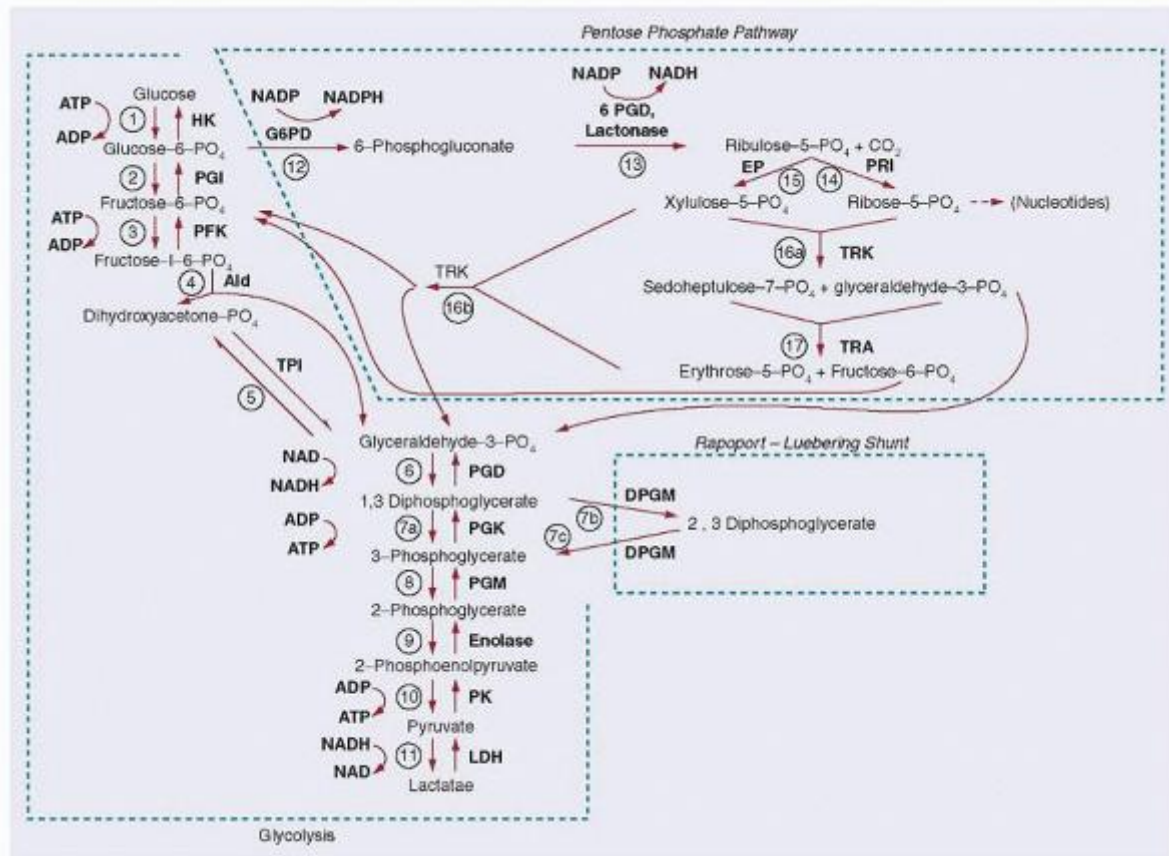 Pentose Phosphate Pathway
Glucose
ATP
ADP
1
HK
Glucose–6–PO4
2
PGI
Fructose–6–PO4
ATP
ADP
3
PFK
Fructose–I–6–PO4
4
Ald
Dihydroxyacetone–PO4
TPI
5
NADP
NADPH
G6PD
12
6–Phosphogluconate
NADP
NADH
6 PGD,
Lactonase
13
Ribulose–5–PO4 + CO2
EP
15
14
PRI
Xylulose–5–PO4
Ribose–5–PO4
(Nucleotides)
16a
TRK
TRK
16b
Sedoheptulose–7–PO4 + glyceraldehyde–3–PO4
17
TRA
Erythrose–5–PO4 + Fructose–6–PO4
Glyceraldehyde–3–PO4
NAD
NADH
6
PGD
1,3 Diphosphoglycerate
ADP
ATP
7a
PGK
3–Phosphoglycerate
8
PGM
2–Phosphoglycerate
9
Enolase
2–Phosphoenolpyruvate
ADP
ATP
10
PK
Pyruvate
NADH
NAD
11
LDH
Lactatae
Rapoport – Luebering Shunt
DPGM
7b
2 , 3 Diphosphoglycerate
7c
DPGM
Glycolysis